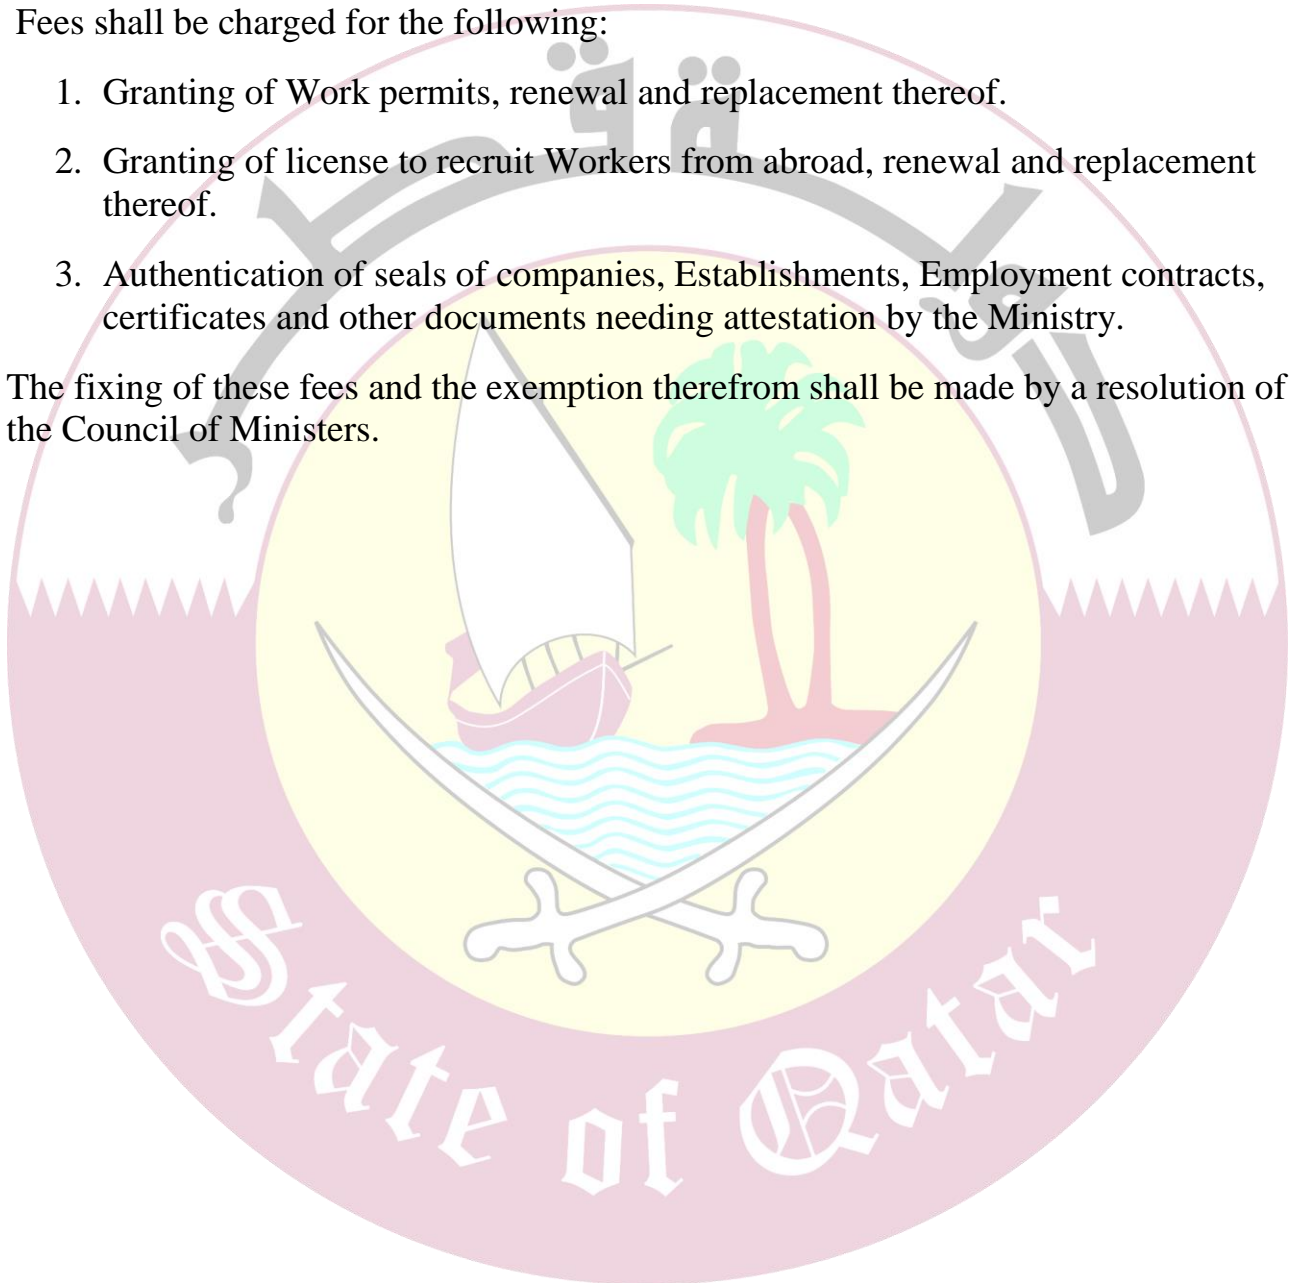 Fees shall be charged for the following:
1. Granting of Work permits, renewal and replacement thereof.
2. Granting of license to recruit Workers from abroad, renewal and replacement
thereof.
3. Authentication of seals of companies, Establishments, Employment contracts,
certificates and other documents needing attestation by the Ministry.
The fixing of these fees and the exemption therefrom shall be made by a resolution of
the Council of Ministers.
دولة قطر
State of Qatar